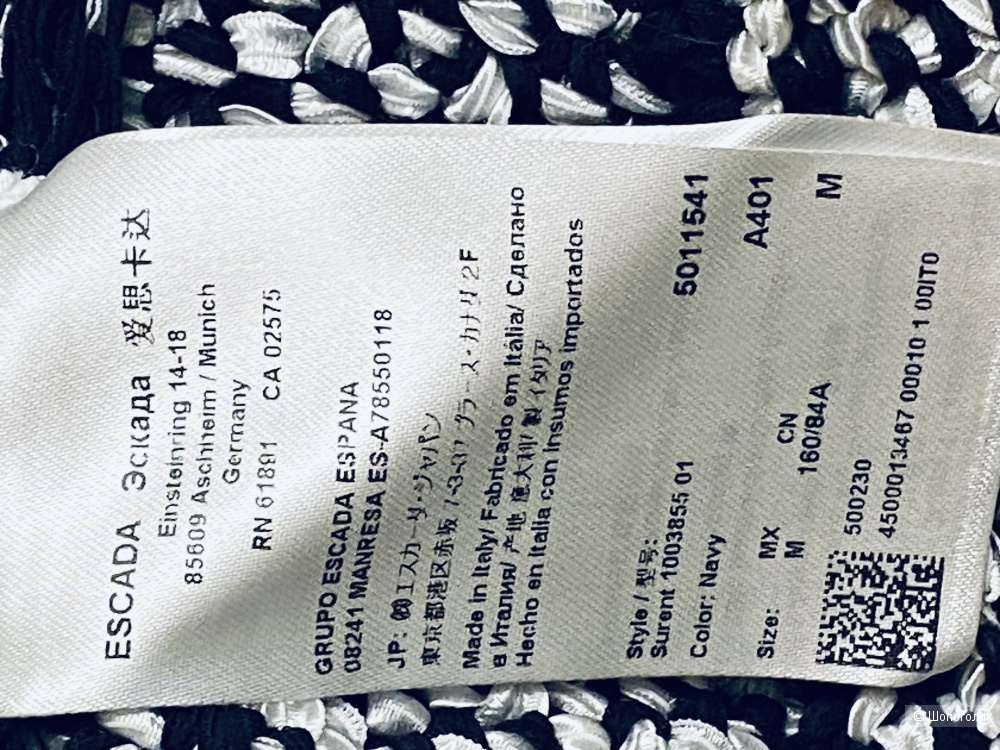 ESCADA Эскада 爱思卡达
Einsteinring 14-18
85609 Aschheim / Munich
Germany
RN 61891 CA 02575
GRUPO ESCADA ESPANA
08241 MANRESA ES-A78550118
JP: ㈱エスカーダ・ジャパン
東京都港区赤坂 2F
Made in Italy/ Fabricado em Itália/ Сделано
в Италия/ 产地 意大利/ 製 イタリア
Hecho en Italia con insumos importados
Style / 型号: 5011541
Surent 10038550 01
Color: Navy A401
Size: MX CN M
M 160/84A
500230
4500013467 00010 1 00IT0
© Шопоголик